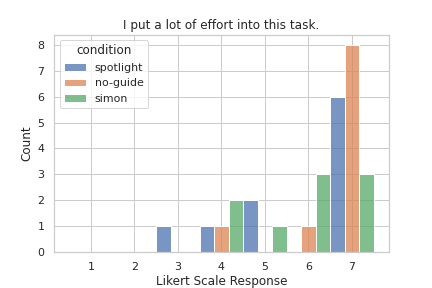 I put a lot of effort into this task.
condition
spotlight
no-guide
simon
8
7
6
5
4
3
2
1
0
Count
1 2 3 4 5 6 7
Likert Scale Response